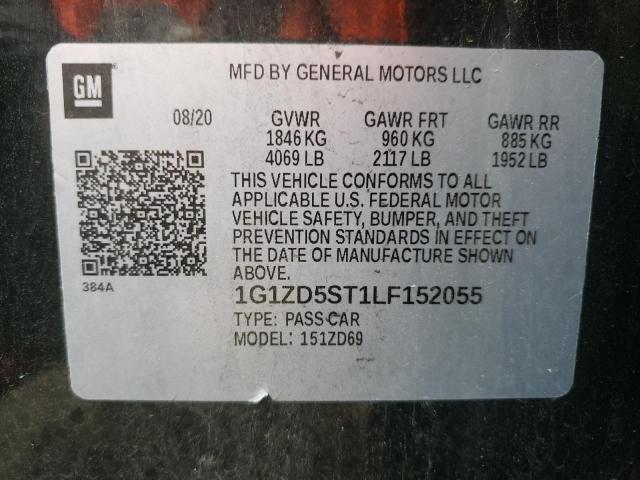 GM
MFD BY GENERAL MOTORS LLC
08/20 GVWR GAWR FRT GAWR RR
1846 KG 960 KG 885 KG
4069 LB 2117 LB 1952 LB
THIS VEHICLE CONFORMS TO ALL
APPLICABLE U.S. FEDERAL MOTOR
VEHICLE SAFETY, BUMPER, AND THEFT
PREVENTION STANDARDS IN EFFECT ON
THE DATE OF MANUFACTURE SHOWN
ABOVE.
384A
1G1ZD5ST1LF152055
TYPE: PASS CAR
MODEL: 151ZD69